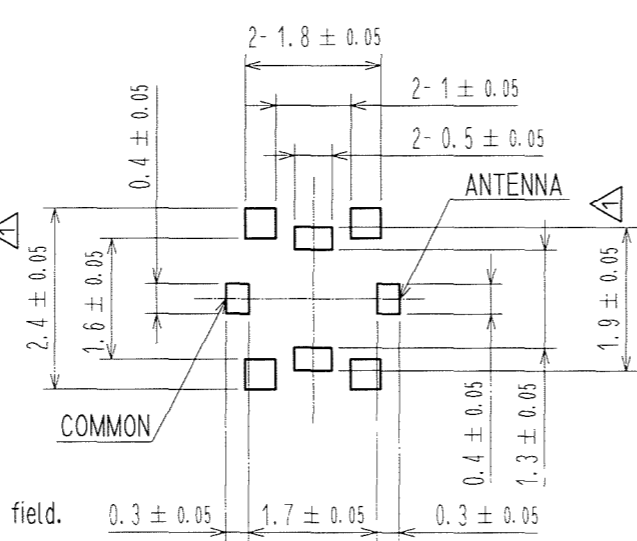 2- 1.8 ± 0.05
2- 1 ± 0.05
0.4 ± 0.05
2- 0.5 ± 0.05
ANTENNA
1
1
2.4 ± 0.05
1.6 ± 0.05
1.9 ± 0.05
0.4 ± 0.05
1.3 ± 0.05
COMMON
field.
0.3 ± 0.05
1.7 ± 0.05
0.3 ± 0.05